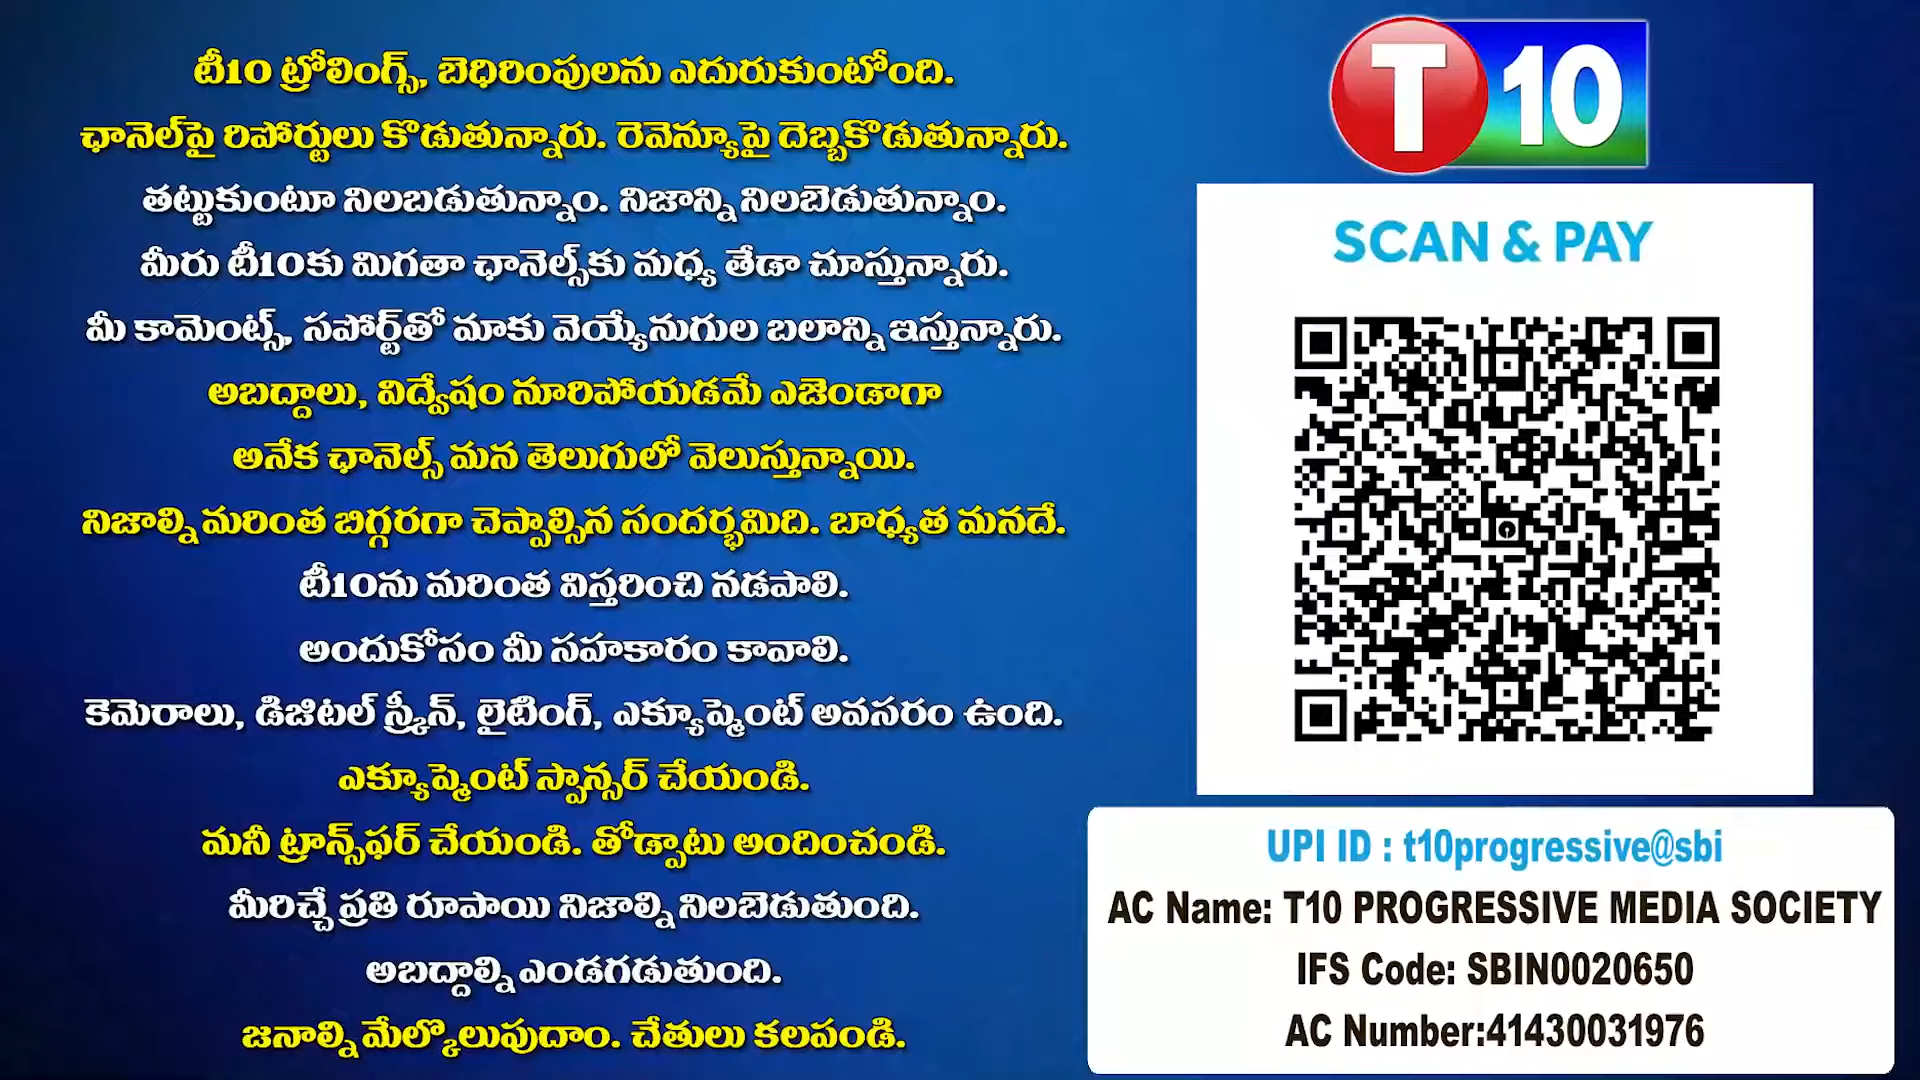 టీ10 ట్రోలింగ్స్, బెధిరింపులను ఎదురుకుంటోంది.
ఛానెల్‌పై రిపోర్టులు కొడుతున్నారు. రెవెన్యూపై దెబ్బకొడుతున్నారు.
తట్టుకుంటూ నిలబడుతున్నాం. నిజాన్ని నిలబెడుతున్నాం.
మీరు టీ10కు మిగతా ఛానెల్స్‌కు మధ్య తేడా చూస్తున్నారు.
మీ కామెంట్స్, సపోర్ట్‌తో మాకు వెయ్యేనుగుల బలాన్ని ఇస్తున్నారు.
అబద్దాలు, విద్వేషం నూరిపోయడమే ఎజెండాగా
అనేక ఛానెల్స్ మన తెలుగులో వెలుస్తున్నాయి.
నిజాల్ని మరింత బిగ్గరగా చెప్పాల్సిన సందర్భమిది. బాధ్యత మనదే.
టీ10ను మరింత విస్తరించి నడపాలి.
అందుకోసం మీ సహకారం కావాలి.
కెమెరాలు, డిజిటల్ స్క్రీన్, లైటింగ్, ఎక్యూప్మెంట్ అవసరం ఉంది.
ఎక్యూప్మెంట్ స్పాన్సర్ చేయండి.
మనీ ట్రాన్స్‌ఫర్ చేయండి. తోడ్పాటు అందించండి.
మీరిచ్చే ప్రతి రూపాయి నిజాల్ని నిలబెడుతుంది.
అబద్దాల్ని ఎండగడుతుంది.
జనాల్ని మేల్కొలుపుదాం. చేతులు కలపండి.
T 10
SCAN & PAY
UPI ID : t10progressive@sbi
AC Name: T10 PROGRESSIVE MEDIA SOCIETY
IFS Code: SBIN0020650
AC Number:41430031976